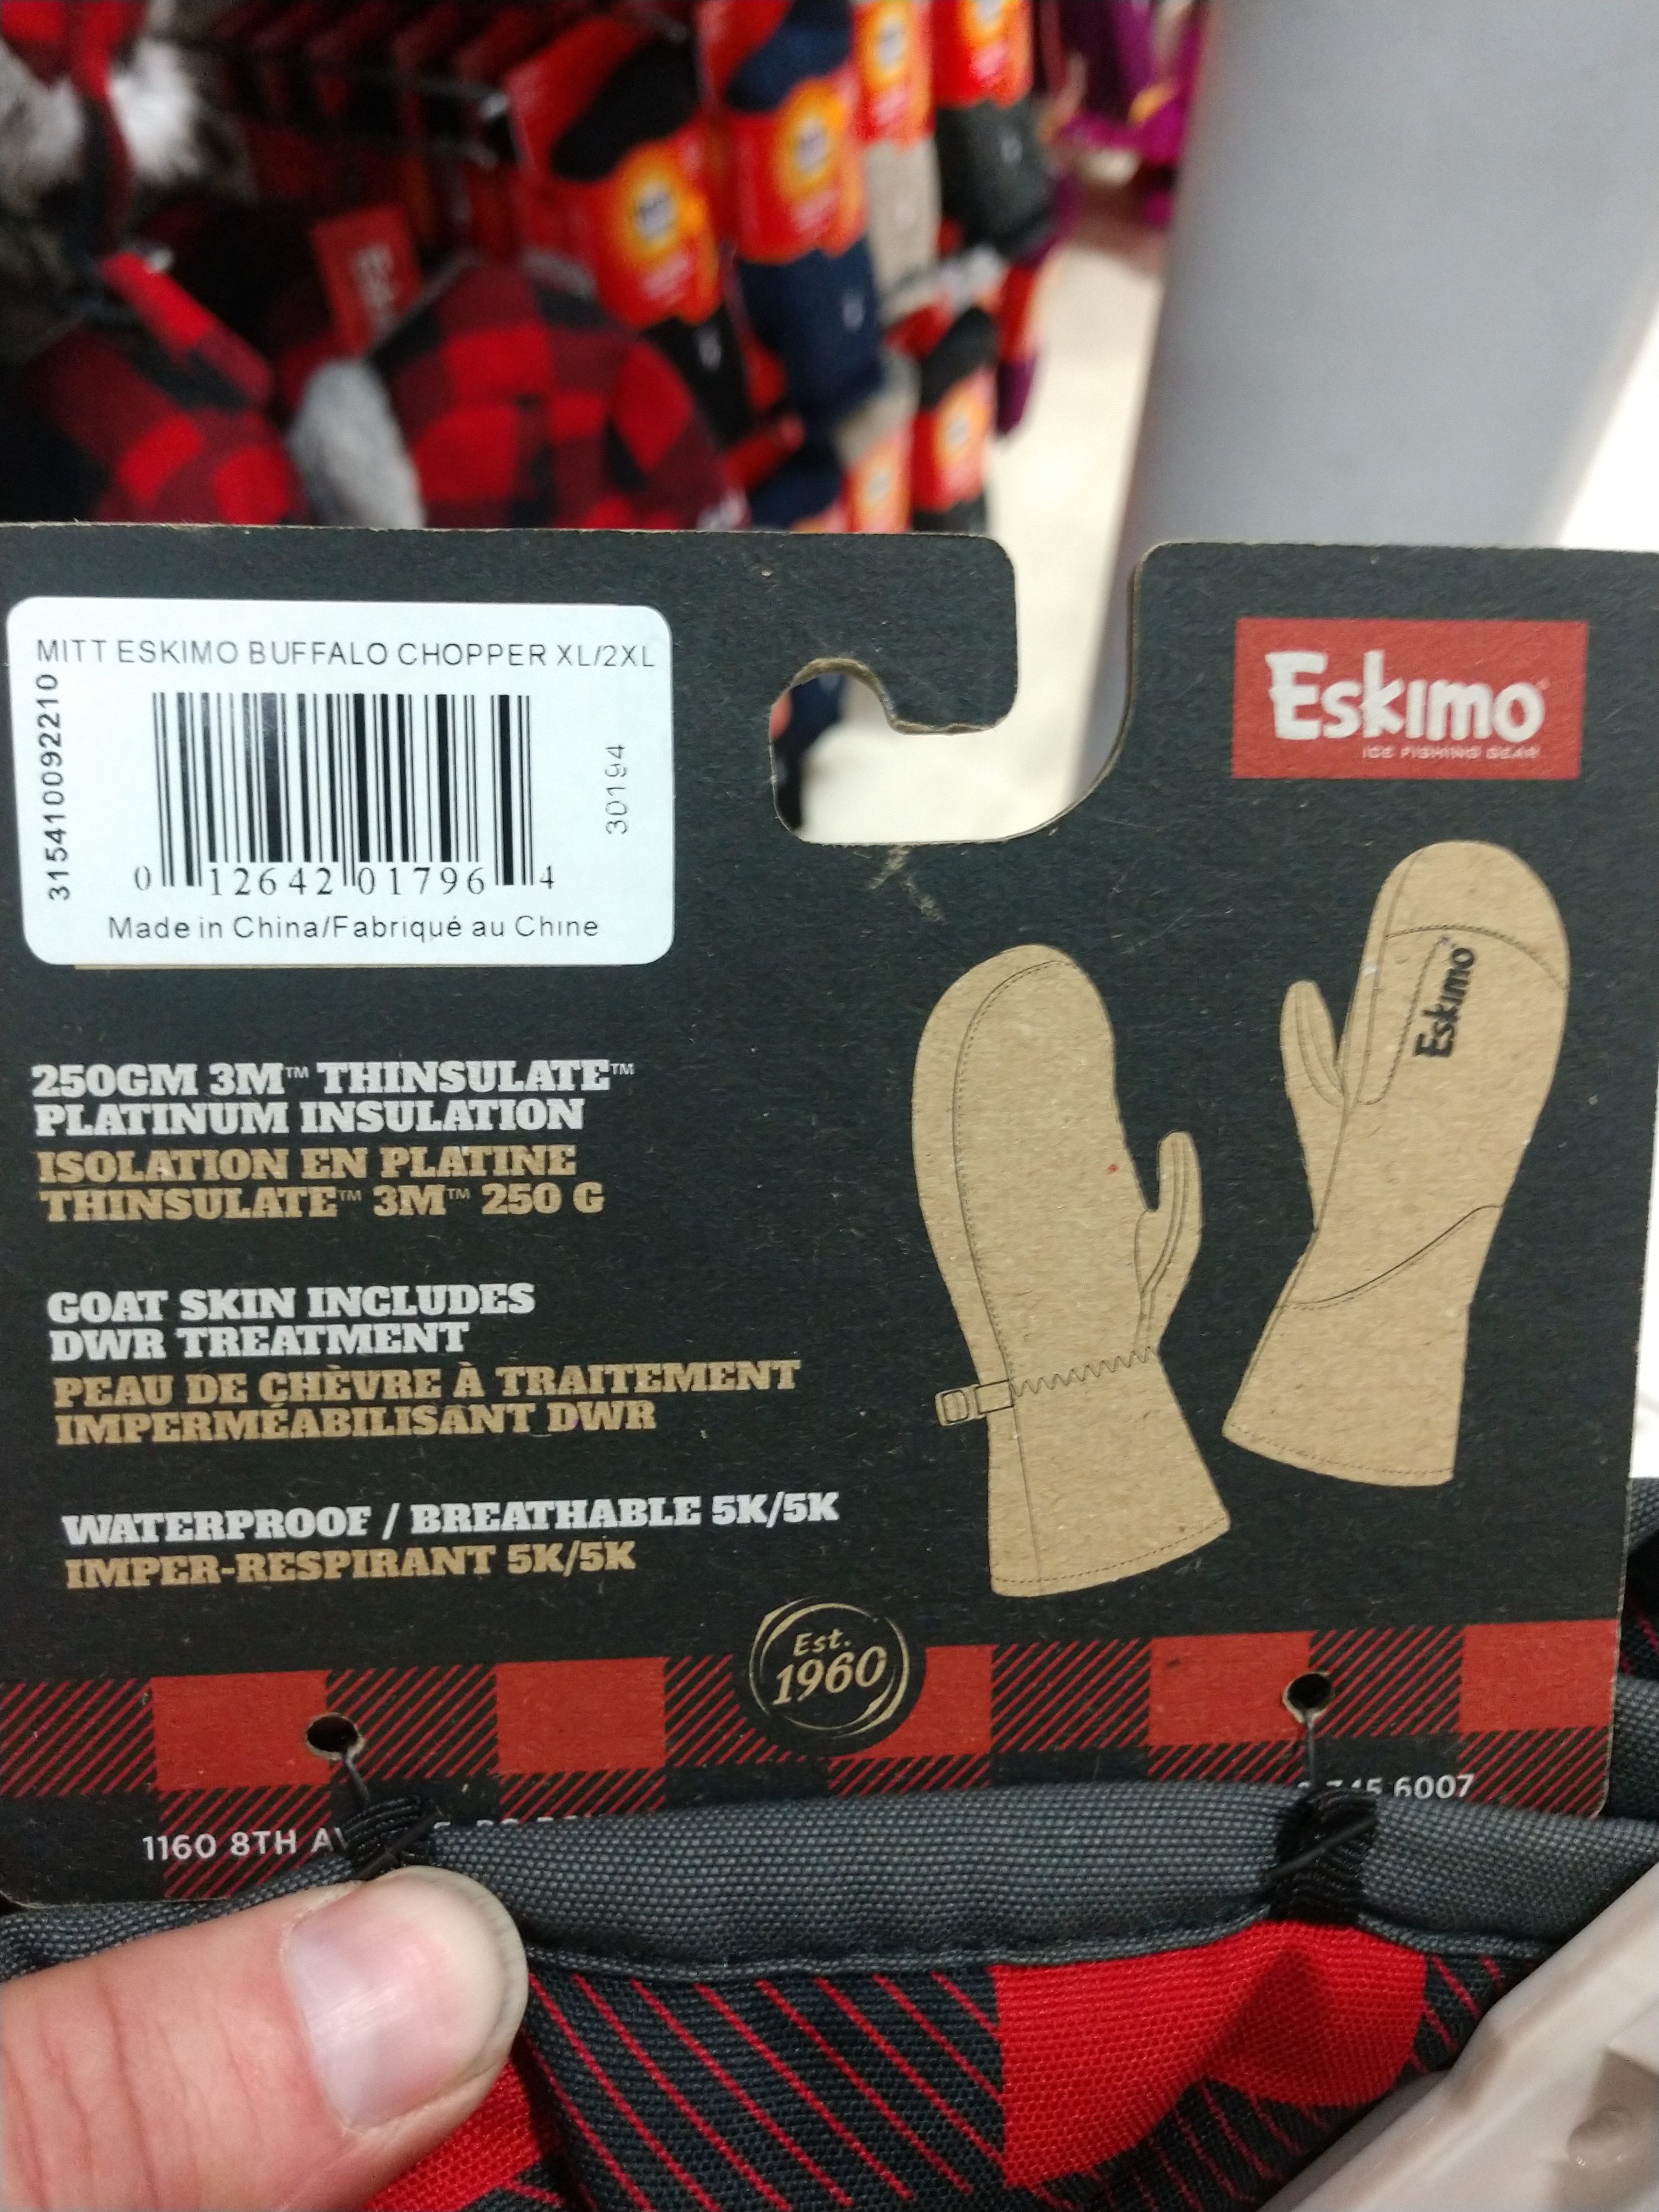 MITT ESKIMO BUFFALO CHOPPER XL/2XL
315410092210
30194
0 12642 01796 4
Made in China/Fabriqué au Chine
Eskimo
ICE FISHING GEAR
Eskimo
250GM 3M™ THINSULATE™
PLATINUM INSULATION
ISOLATION EN PLATINE
THINSULATE™ 3M™ 250 G
GOAT SKIN INCLUDES
DWR TREATMENT
PEAU DE CHÈVRE À TRAITEMENT
IMPERMÉABILISANT DWR
WATERPROOF / BREATHABLE 5K/5K
IMPER-RESPIRANT 5K/5K
Est.
1960
1160 8TH
6007